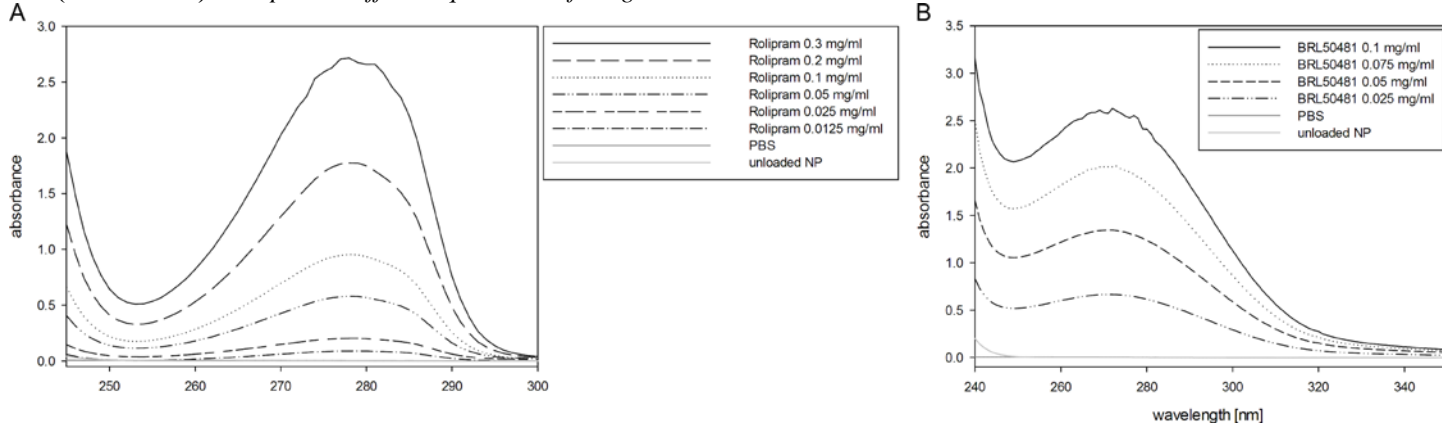 A
3.0
2.5
2.0
1.5
1.0
0.5
0.0
absorbance
250
260
270
280
290
300
Rolipram 0.3 mg/ml
Rolipram 0.2 mg/ml
Rolipram 0.1 mg/ml
Rolipram 0.05 mg/ml
Rolipram 0.025 mg/ml
Rolipram 0.0125 mg/ml
PBS
unloaded NP
B
3.5
3.0
2.5
2.0
1.5
1.0
0.5
0.0
absorbance
240
260
280
300
320
340
wavelength [nm]
BRL50481 0.1 mg/ml
BRL50481 0.075 mg/ml
BRL50481 0.05 mg/ml
BRL50481 0.025 mg/ml
PBS
unloaded NP